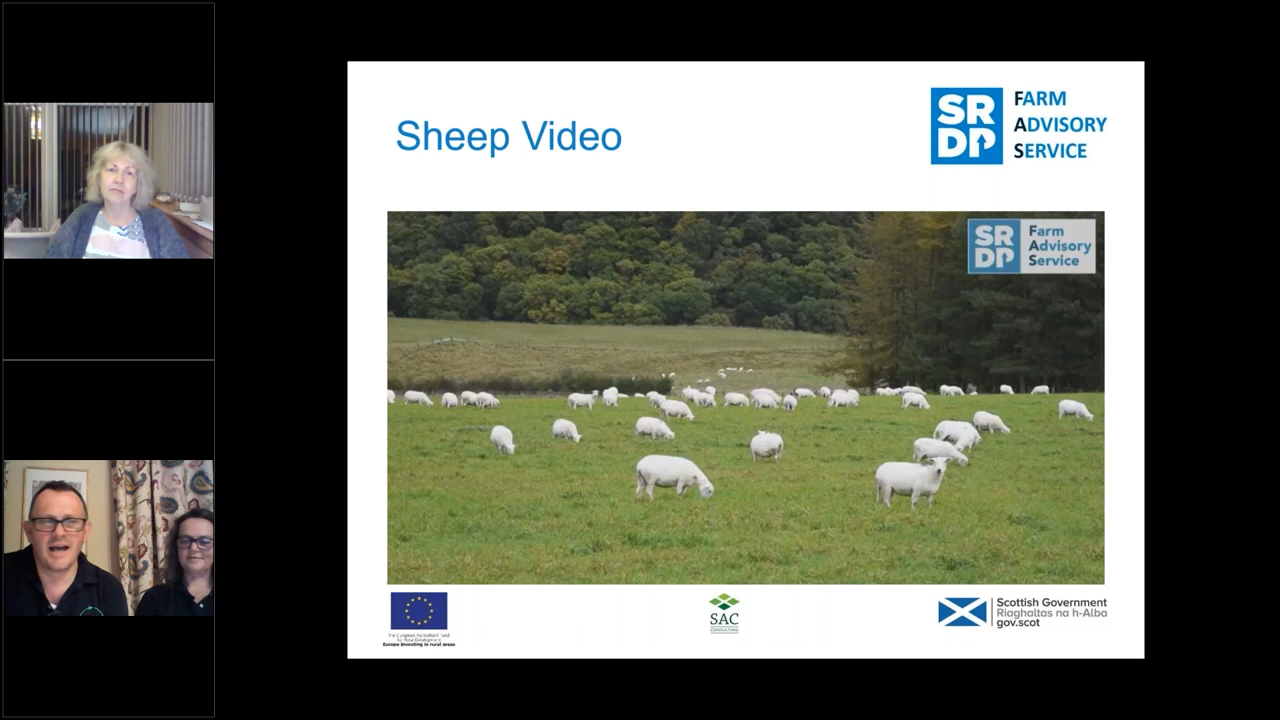 Sheep Video
SR
DP
FARM
ADVISORY
SERVICE
SR
DP
Farm
Advisory
Service
Europe investing in rural areas
SAC
CONSULTING
Scottish Government
Riaghaltas na h-Alba
gov.scot